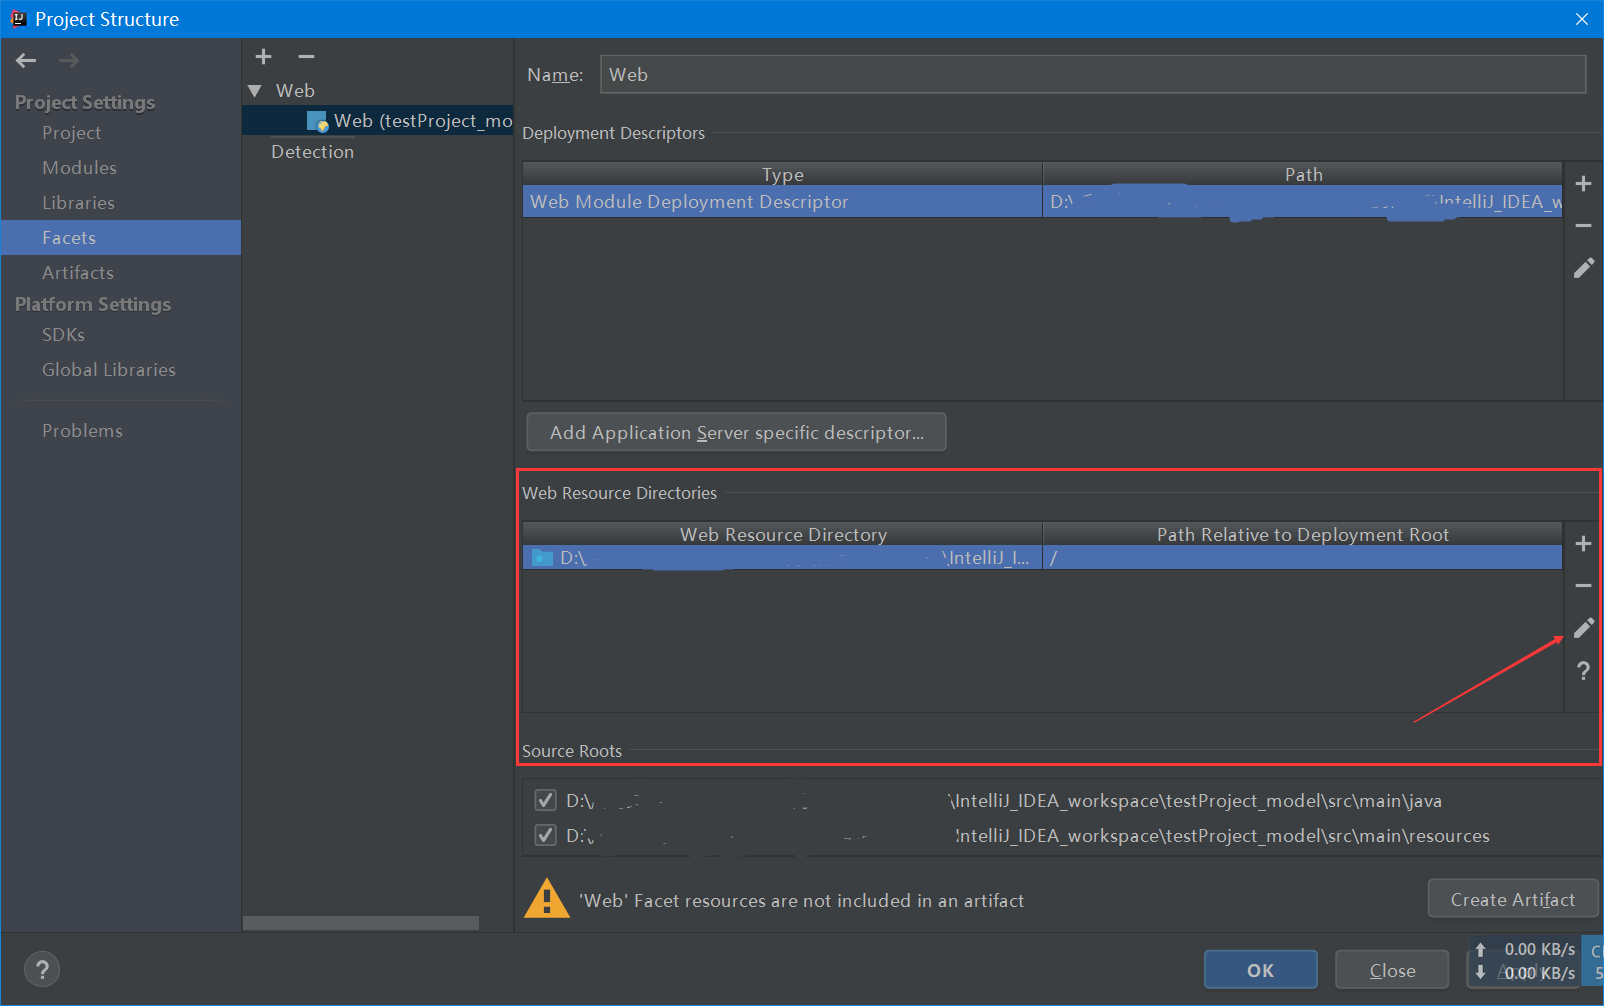 Project Structure
Project Settings
Project
Modules
Libraries
Facets
Artifacts
Platform Settings
SDKs
Global Libraries
Problems
Web
Web (testProject_mo
Detection
Name: Web
Deployment Descriptors
Type Path
Web Module Deployment Descriptor D:\ \IntelliJ_IDEA_w
Add Application Server specific descriptor...
Web Resource Directories
Web Resource Directory Path Relative to Deployment Root
D:\ \IntelliJ_I... /
?
Source Roots
D:\ \IntelliJ_IDEA_workspace\testProject_model\src\main\java
D:\ IntelliJ_IDEA_workspace\testProject_model\src\main\resources
'Web' Facet resources are not included in an artifact
Create Artifact
?
OK
Close
0.00 KB/s
0.00 KB/s